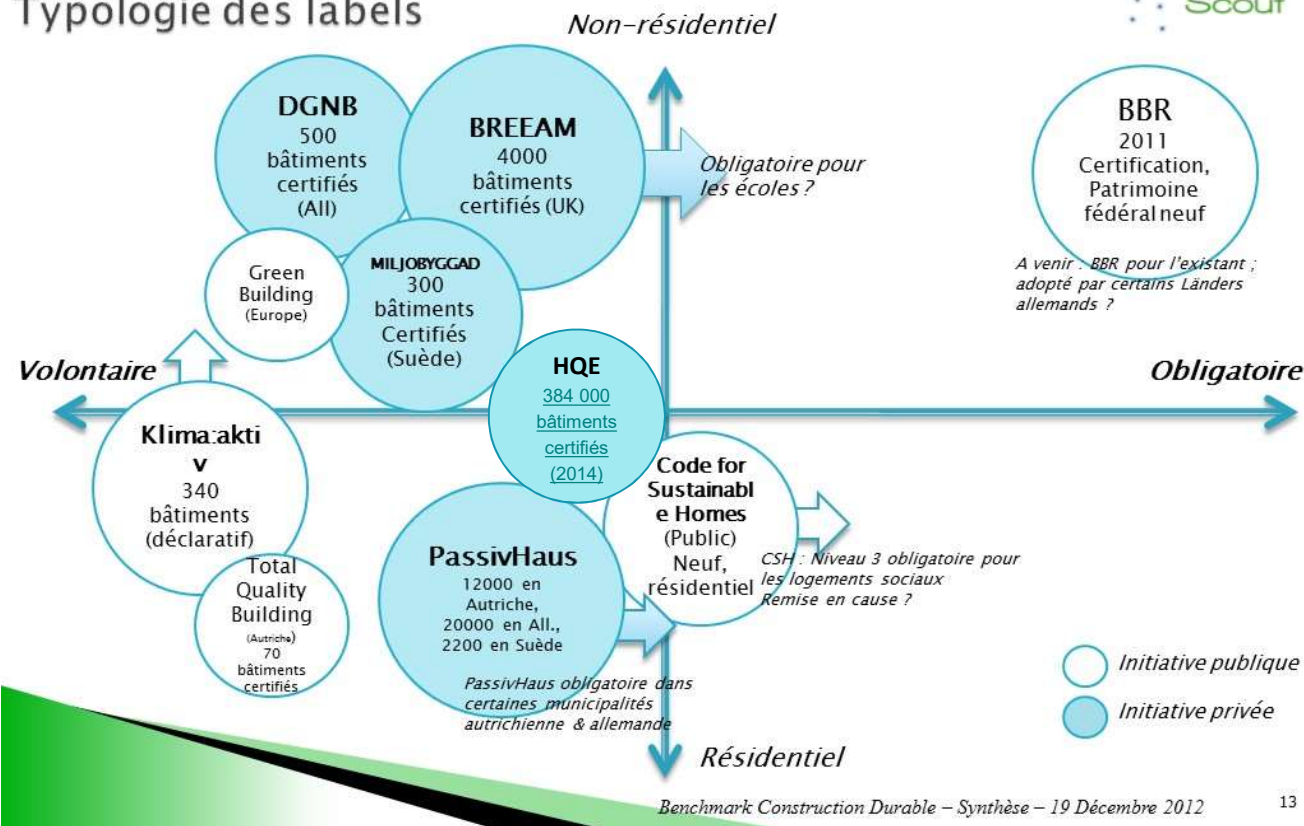 Typologie des labels
Scout
Non-résidentiel
DGNB
500
bâtiments
certifiés
(All)
BREEAM
4000
bâtiments
certifiés (UK)
Obligatoire pour
les écoles ?
BBR
2011
Certification,
Patrimoine
fédéral neuf
A venir : BBR pour l'existant ;
adopté par certains Länders
allemands ?
Green
Building
(Europe)
MILJOBYGGAD
300
bâtiments
Certifiés
(Suède)
Volontaire
Obligatoire
HQE
384 000
bâtiments
certifiés
(2014)
Klima:akti
v
340
bâtiments
(déclaratif)
Total
Quality
Building
(Autriche)
70
bâtiments
certifiés
PassivHaus
12000 en
Autriche,
20000 en All.,
2200 en Suède
PassivHaus obligatoire dans
certaines municipalités
autrichienne & allemande
Code for
Sustainabl
e Homes
(Public)
Neuf,
résidentiel
CSH : Niveau 3 obligatoire pour
les logements sociaux
Remise en cause ?
Initiative publique
Initiative privée
Résidentiel
Benchmark Construction Durable – Synthèse – 19 Décembre 2012
13